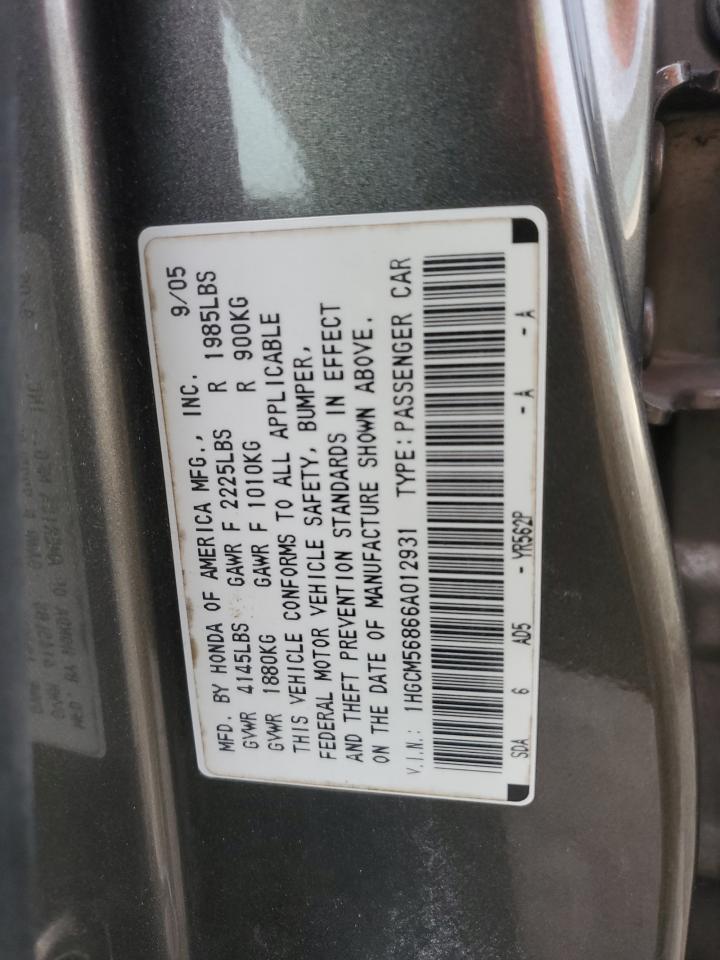 MFD. BY HONDA OF AMERICA MFG., INC. 9/05
GVWR 4145LBS GAWR F 2225LBS R 1985LBS
GVWR 1880KG GAWR F 1010KG R 900KG
THIS VEHICLE CONFORMS TO ALL APPLICABLE
FEDERAL MOTOR VEHICLE SAFETY, BUMPER,
AND THEFT PREVENTION STANDARDS IN EFFECT
ON THE DATE OF MANUFACTURE SHOWN ABOVE.
V.I.N.: 1HGCM56866A012931 TYPE:PASSENGER CAR
SDA 6 AD5 - YR562P - A - A